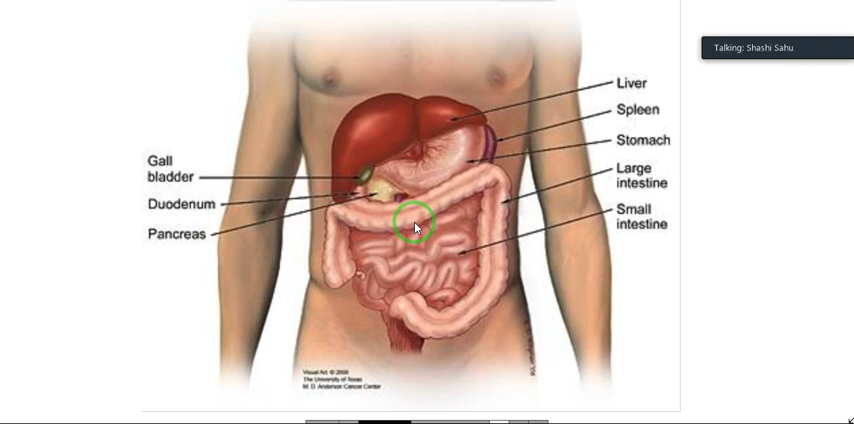 Talking: Shashi Sahu
Liver
Spleen
Stomach
Large
intestine
Small
intestine
Gall
bladder
Duodenum
Pancreas
Visual Art: © 2000
The University of Texas
M. D. Anderson Cancer Center